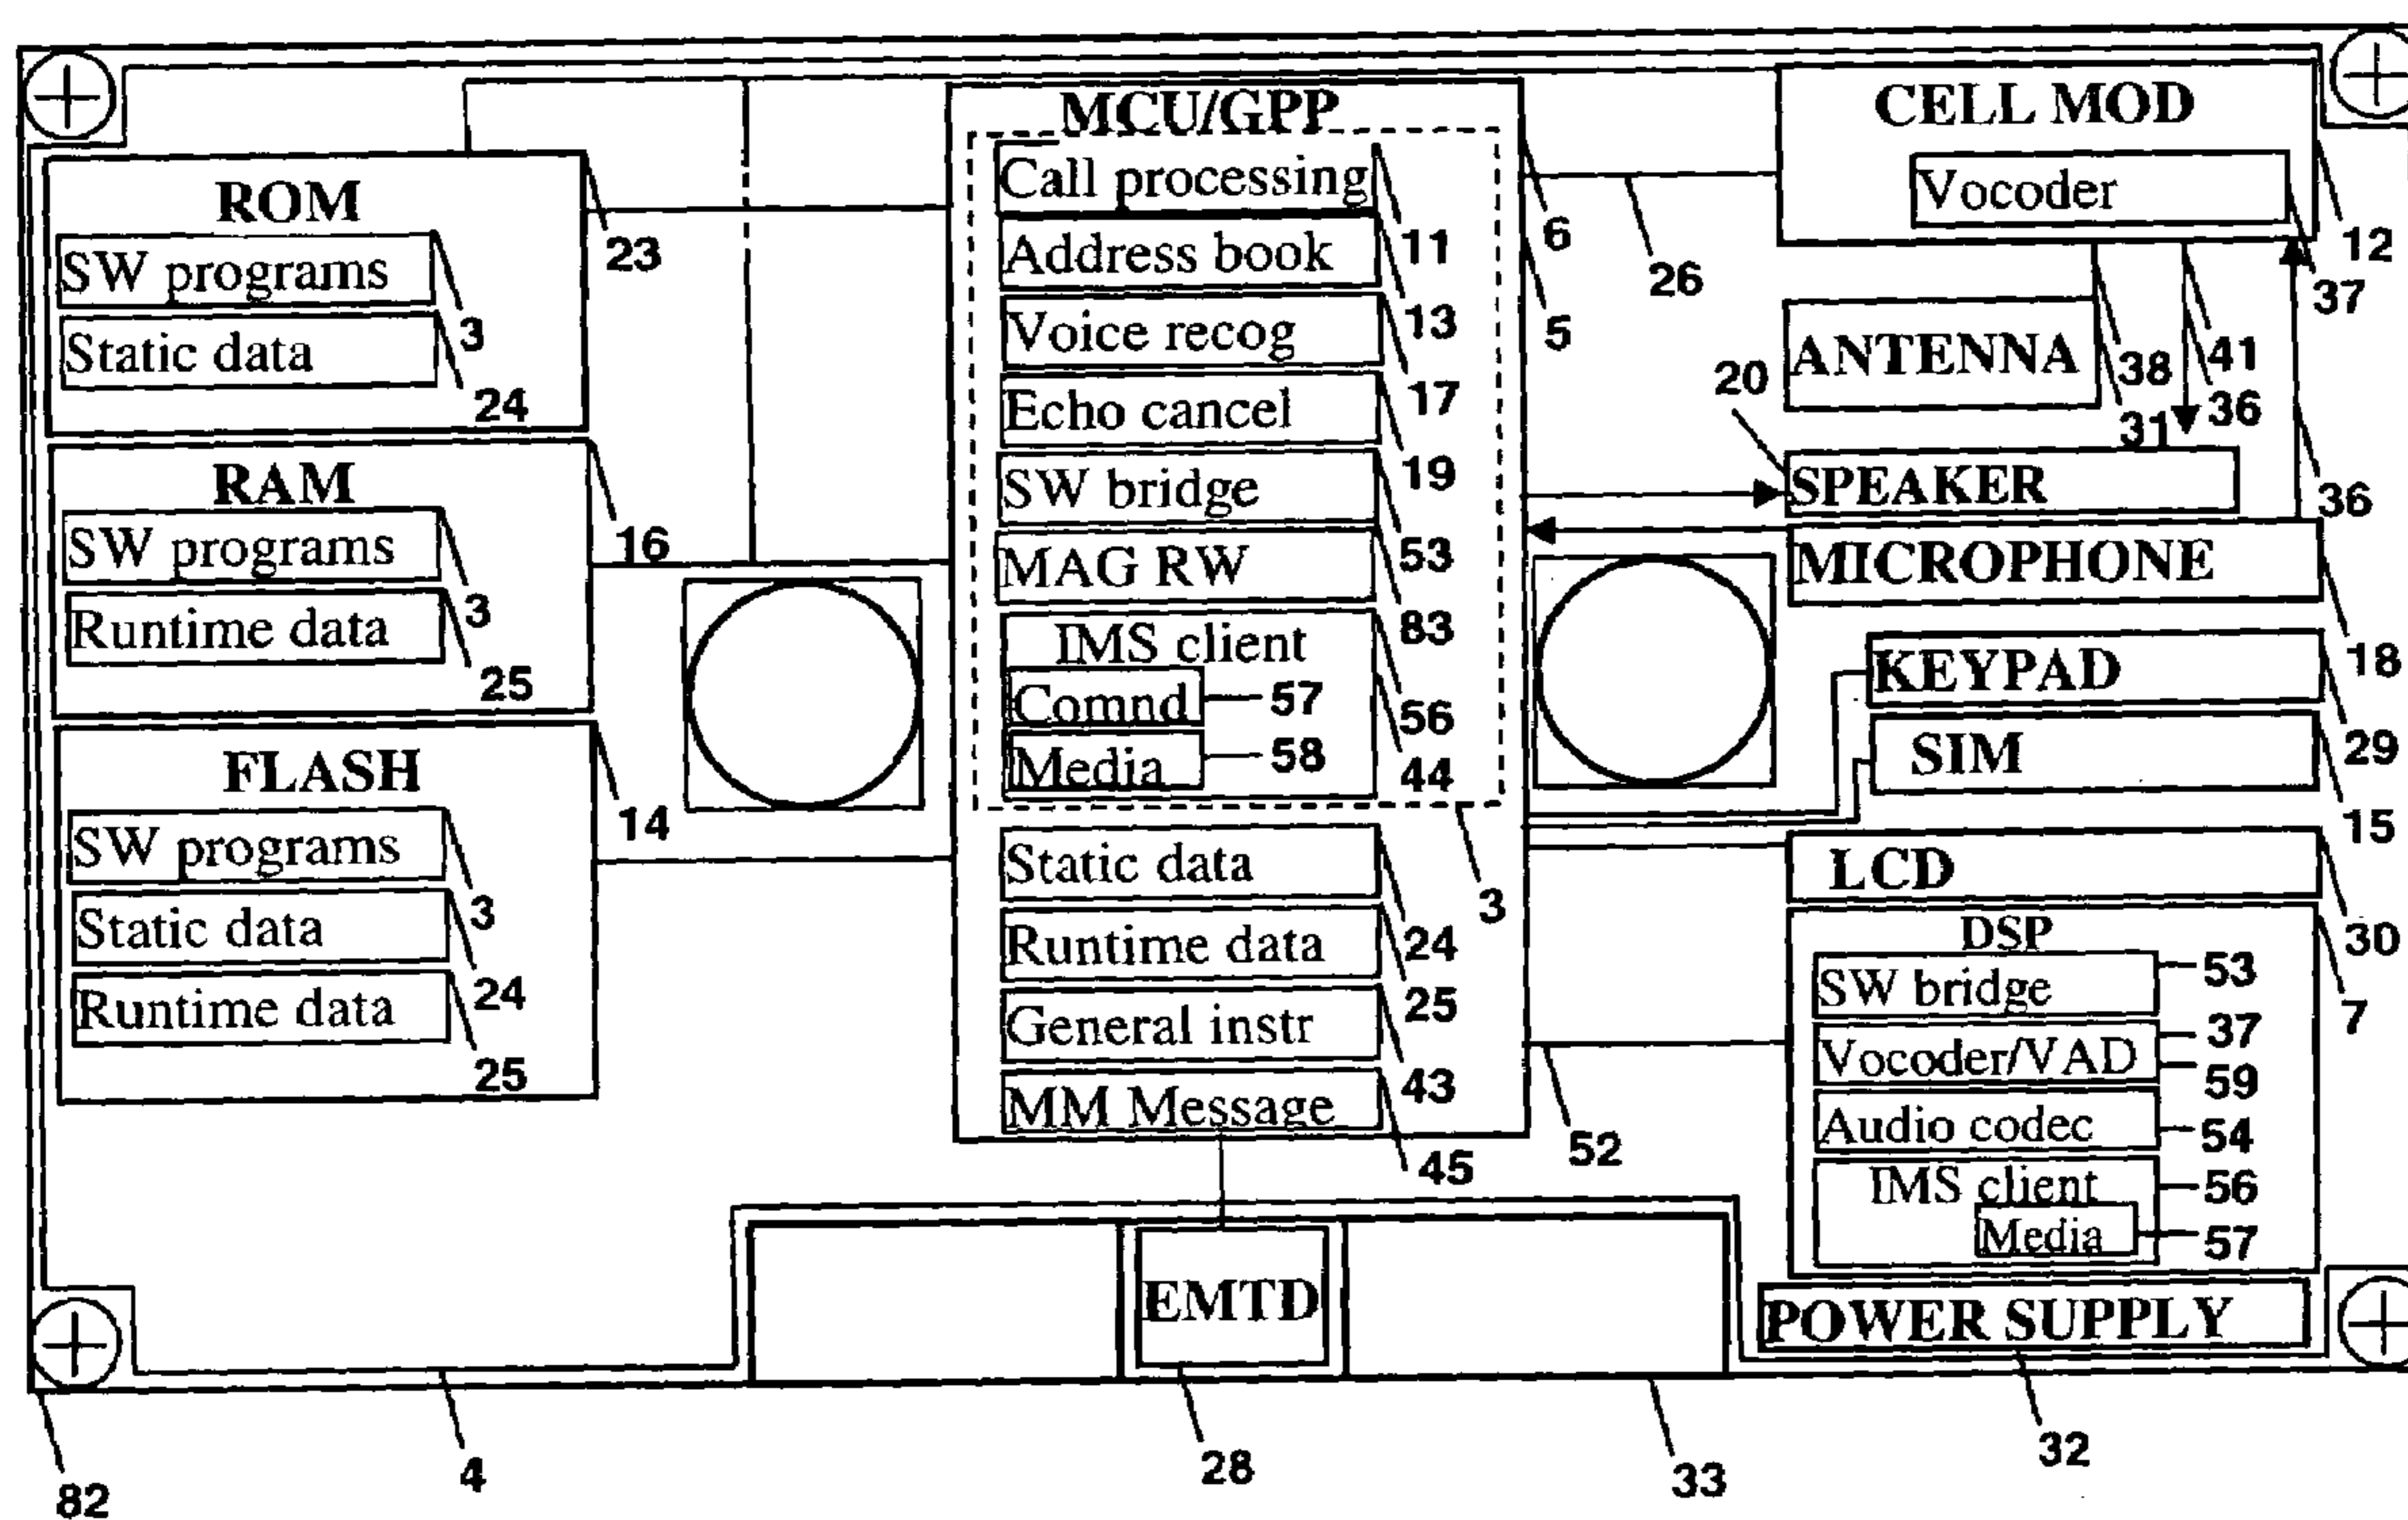 ROM
SW programs
Static data
23
3
24
RAM
SW programs
Runtime data
16
3
25
FLASH
SW programs
Static data
Runtime data
14
3
24
25
MCU/GPP
Call processing
Address book
Voice recog
Echo cancel
SW bridge
MAG RW
IMS client
Comnd
57
Media
58
11
13
17
19
53
83
56
44
6
5
3
Static data
Runtime data
General instr
MM Message
24
25
43
45
26
CELL MOD
Vocoder
12
37
ANTENNA
38
31
41
36
20
SPEAKER
36
MICROPHONE
18
KEYPAD
29
SIM
15
LCD
30
DSP
7
SW bridge
53
Vocoder/VAD
37
59
Audio codec
54
IMS client
56
Media
57
52
EMTD
POWER SUPPLY
82
4
28
33
32